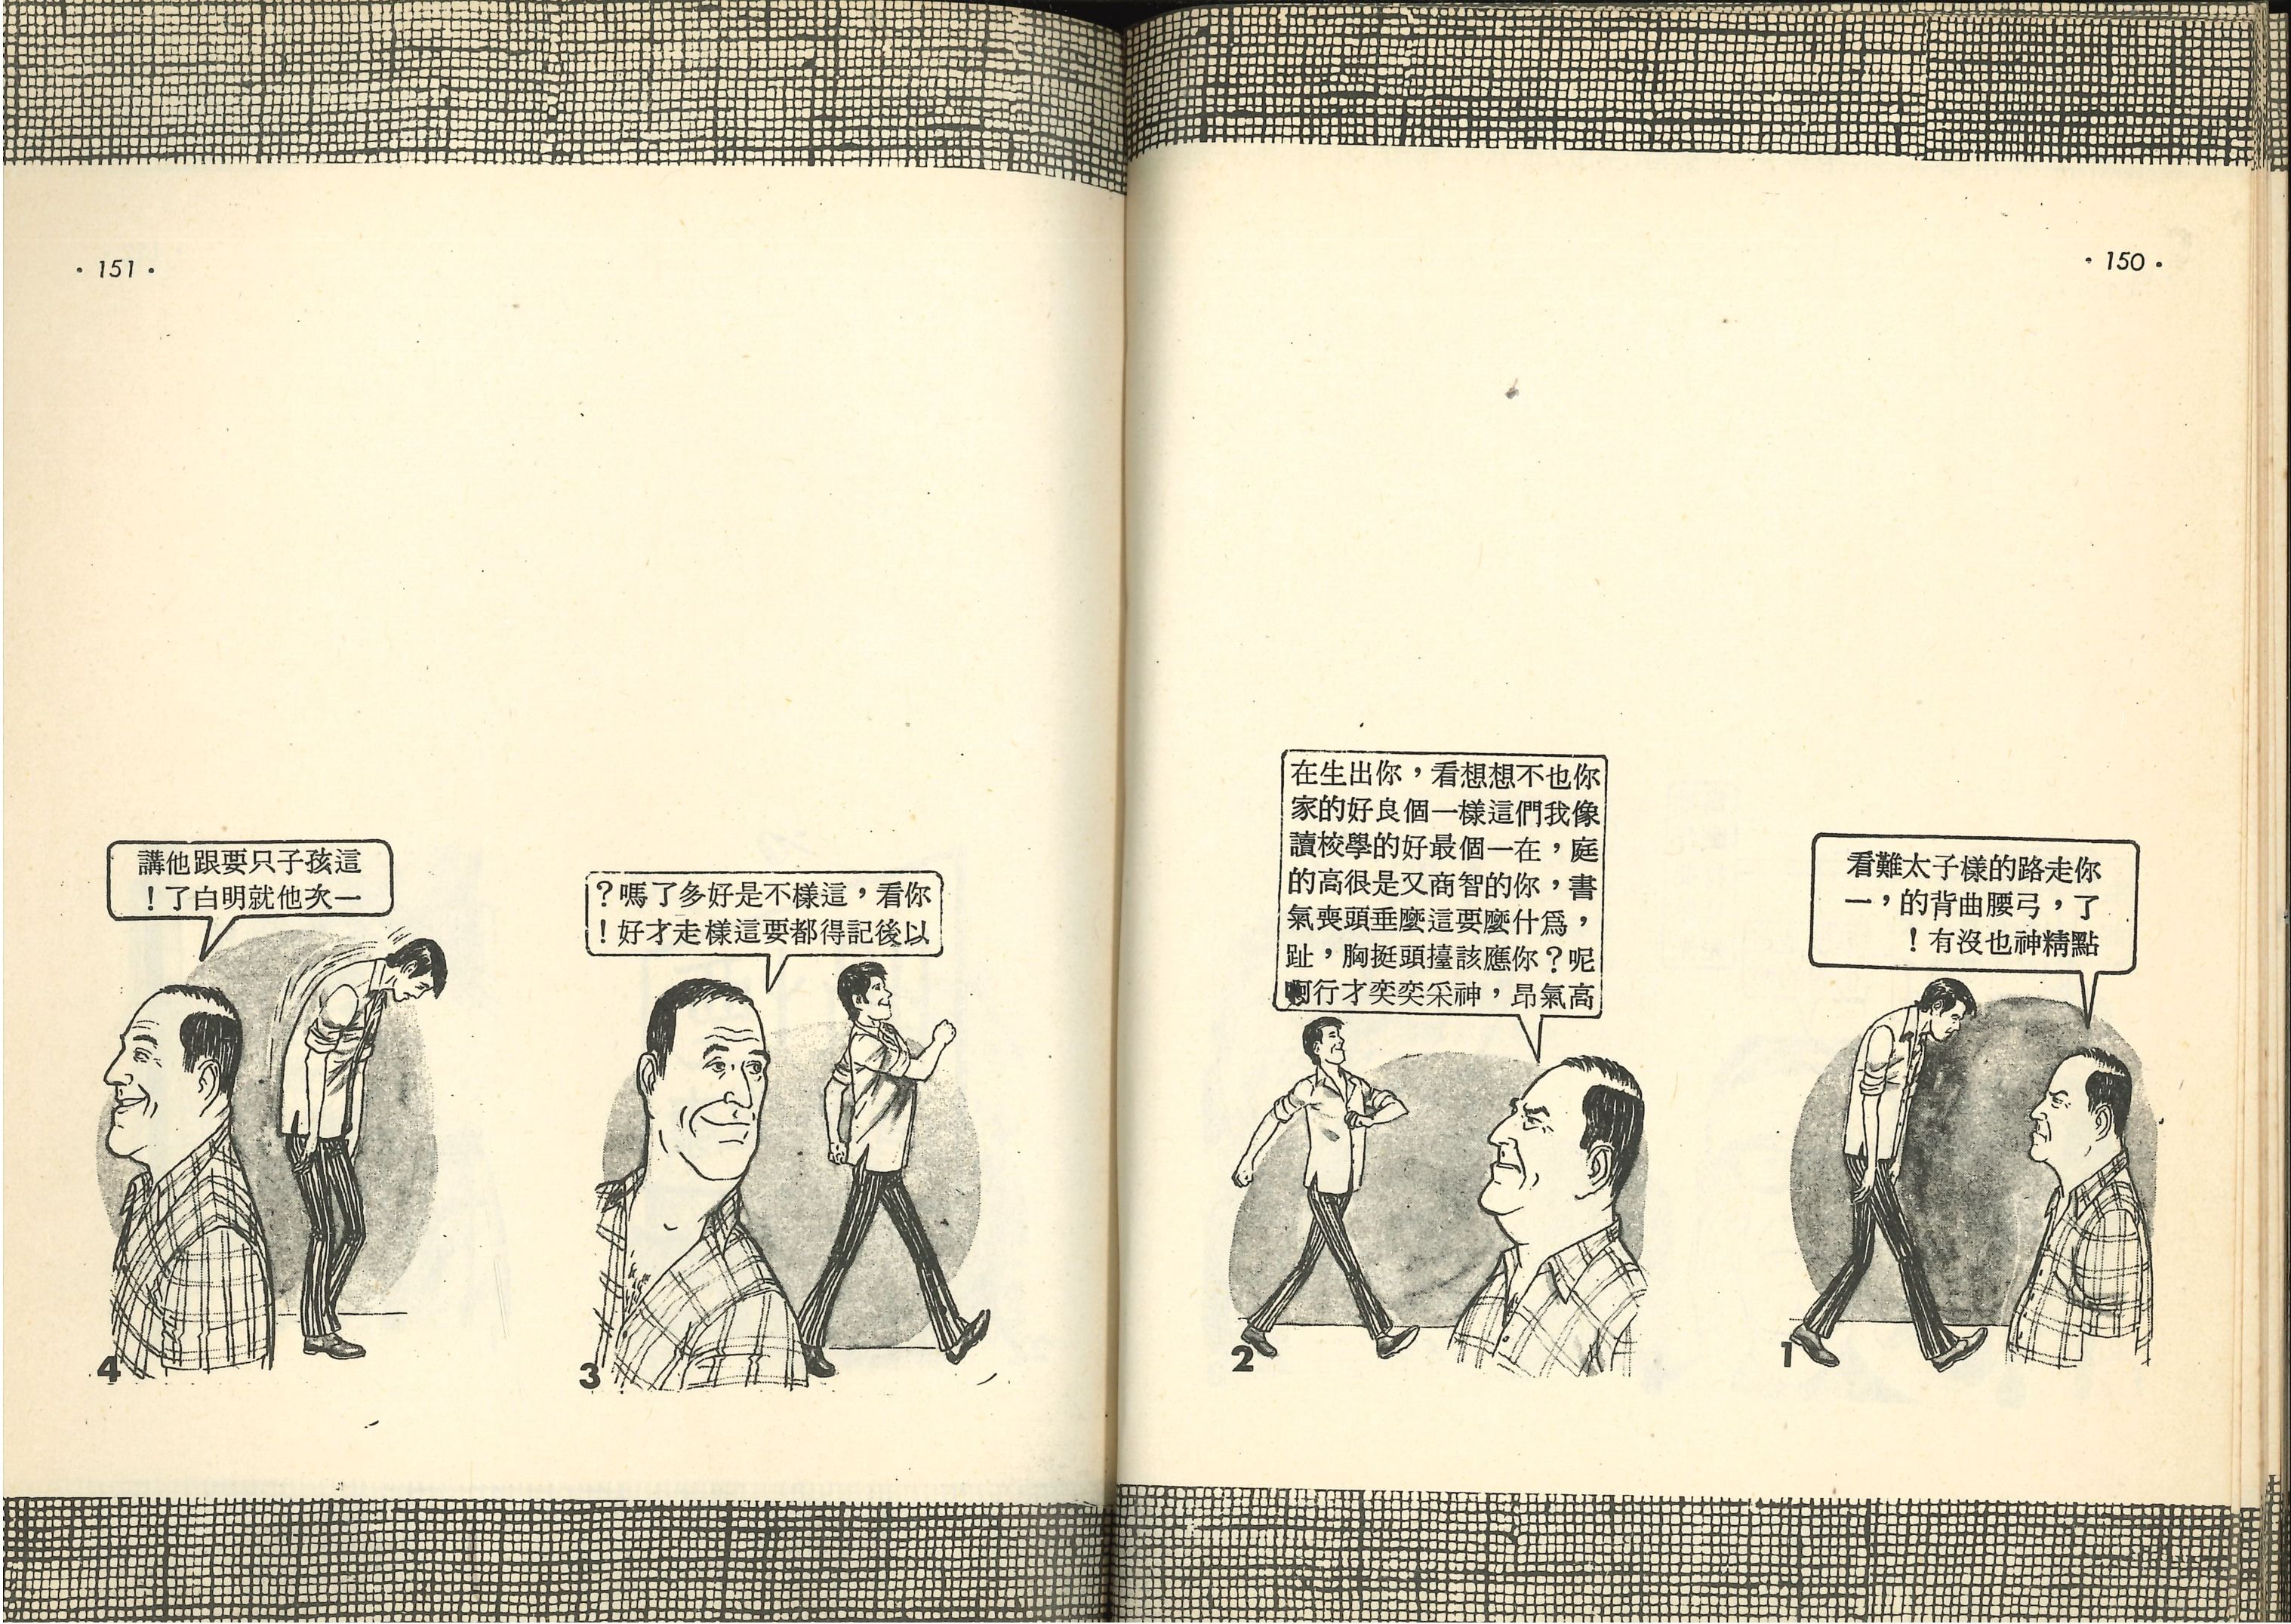 · 150 ·
你走路的樣子太難看
了，弓腰曲背的，一
點精神也沒有！
1
你也不想想看，你出生在
像我們這樣一個良好的家
庭，在一個最好的學校讀
書，你的智商又是很高的
，爲什麼要這麼垂頭喪氣
呢？你應該擡頭挺胸，趾
高氣昂，神采奕奕才行啊
2
· 151 ·
你看，這樣不是好多了嗎？
以後記得都要這樣走才好！
3
這孩子只要跟他講
一次他就明白了！
4